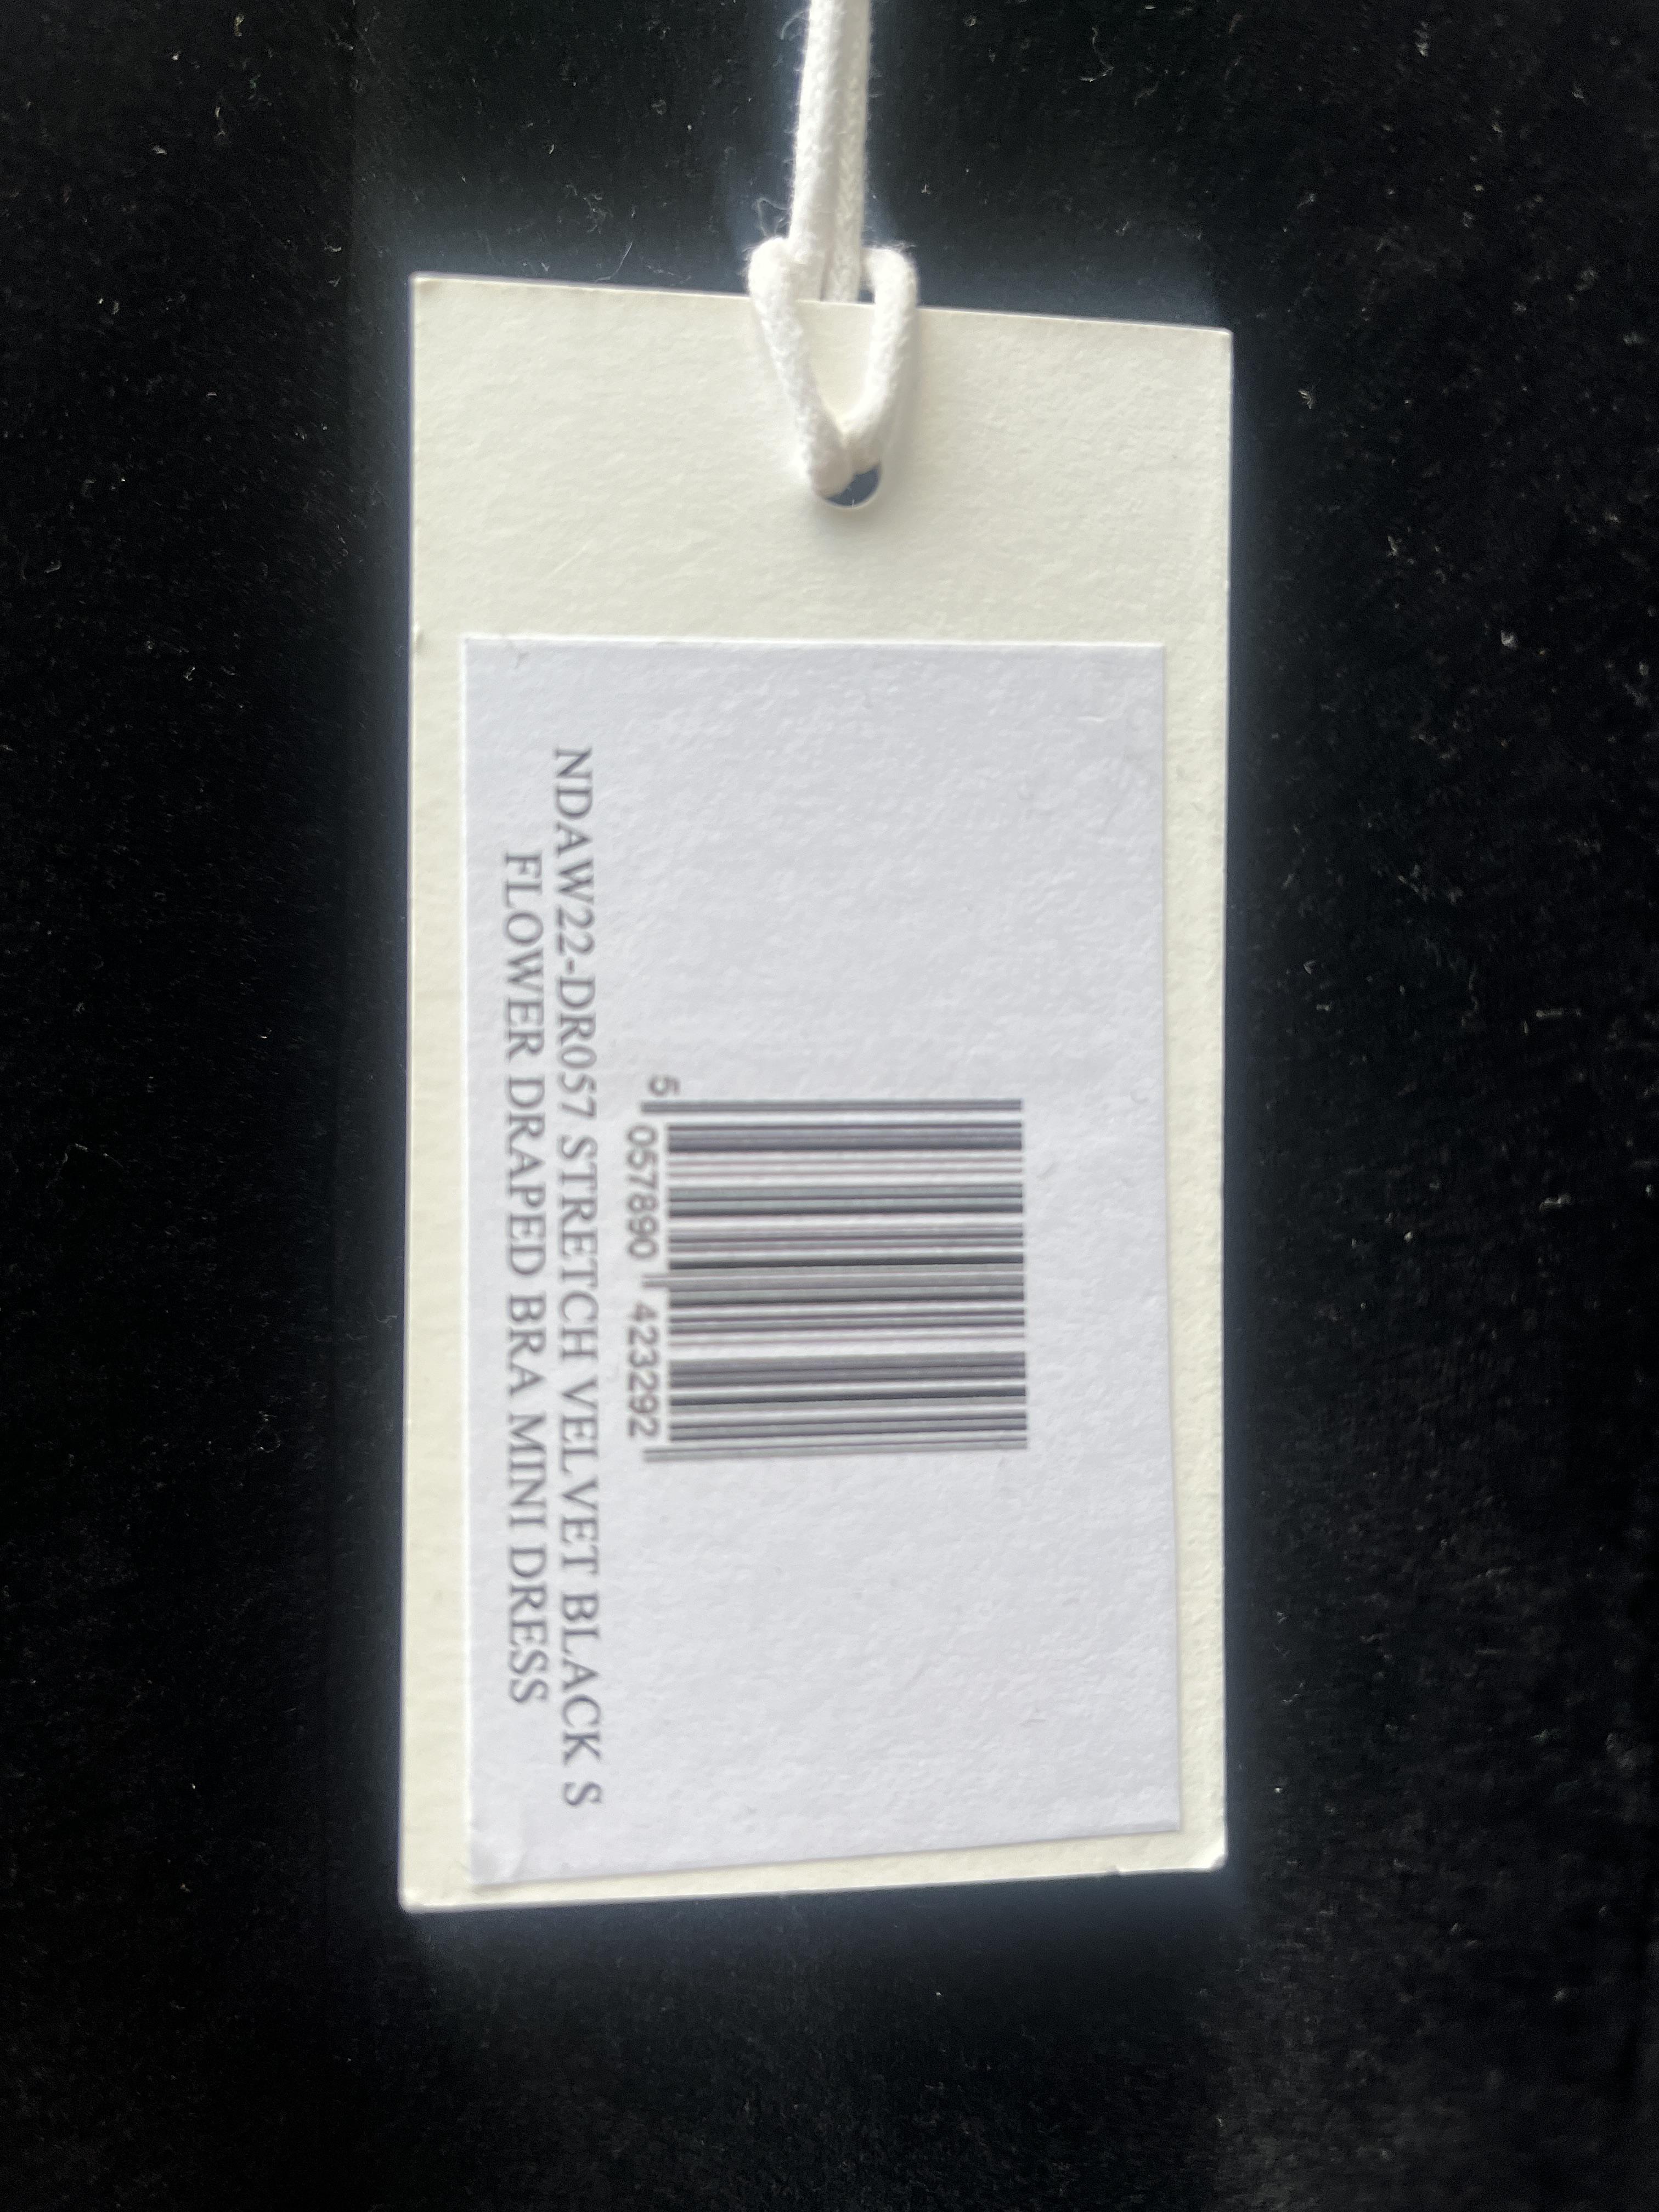 5 057890 423292
NDAW22-DR057 STRETCH VELVET BLACK S
FLOWER DRAPED BRA MINI DRESS